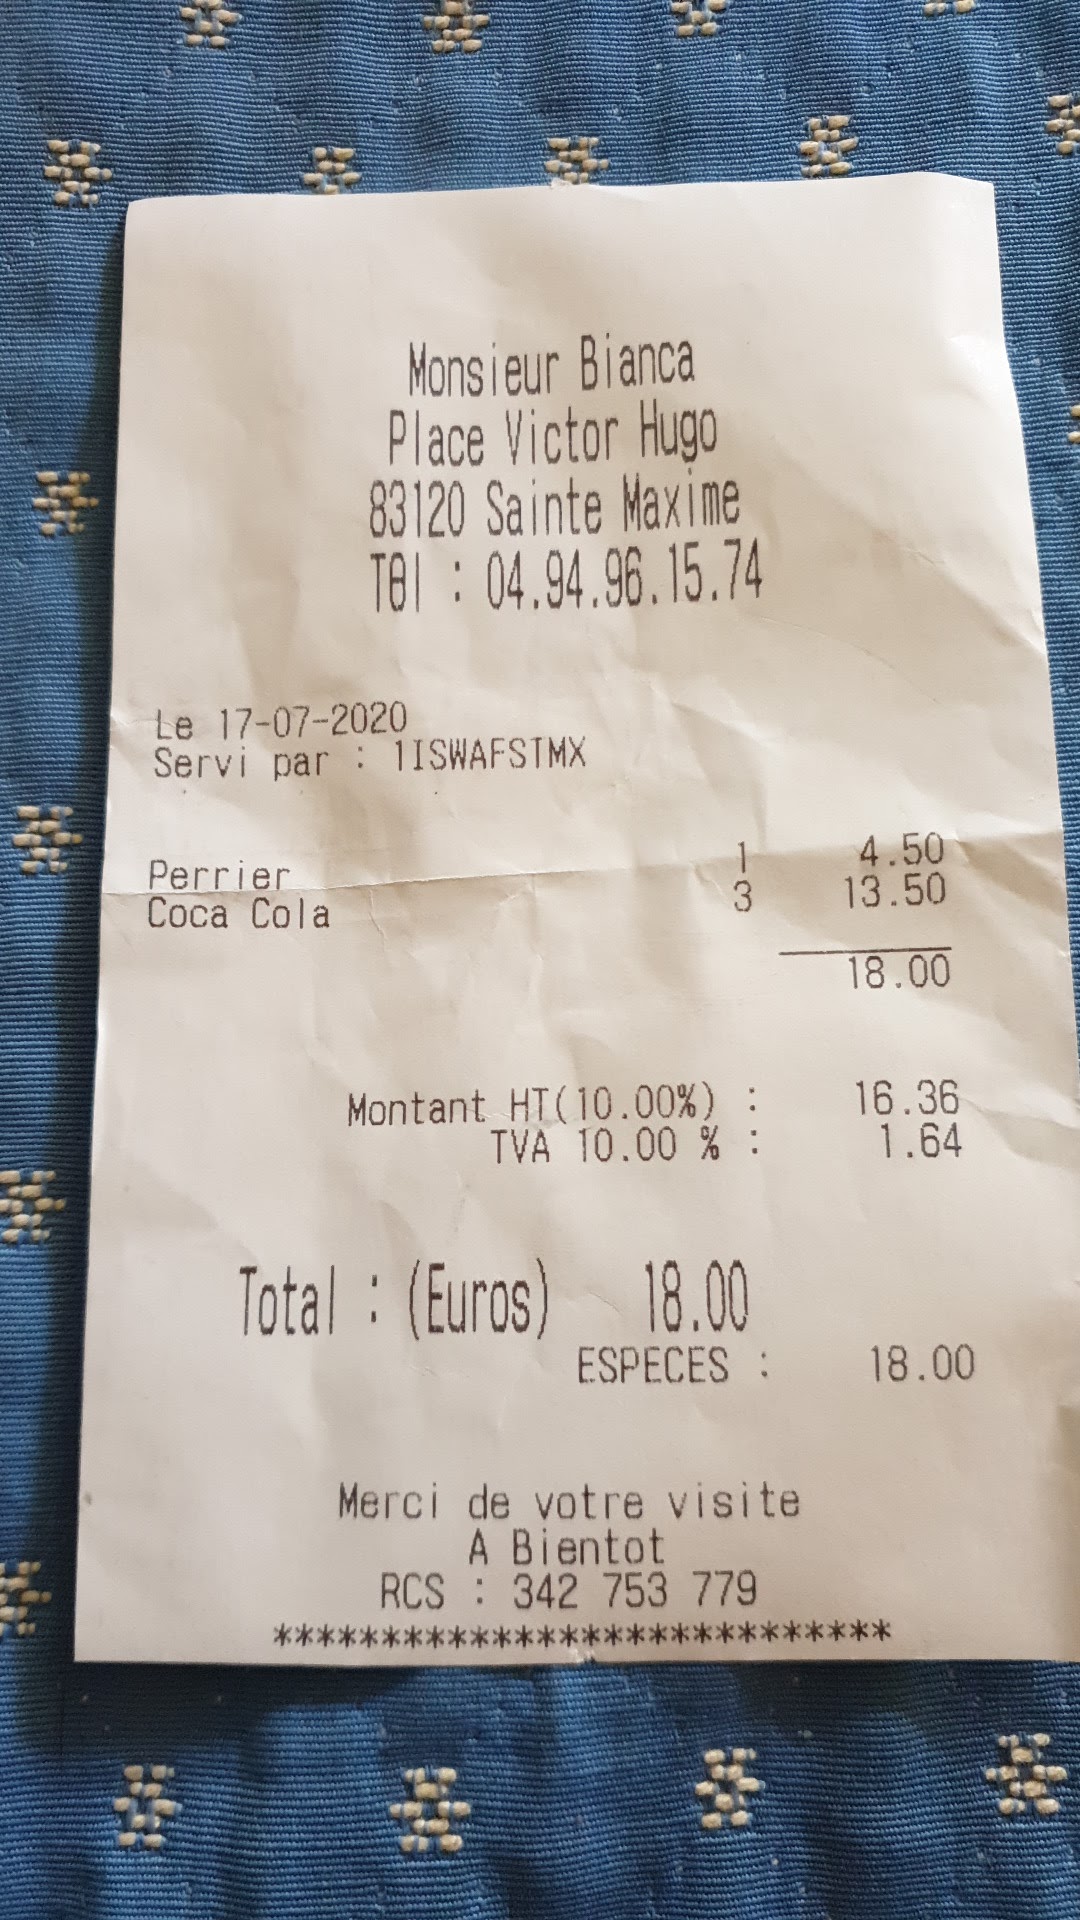 Monsieur Bianca
Place Victor Hugo
83120 Sainte Maxime
Tθl : 04.94.96.15.74
Le 17-07-2020
Servi par : 1ISWAFSTMX
Perrier 1 4.50
Coca Cola 3 13.50
18.00
Montant HT(10.00%) : 16.36
TVA 10.00 % : 1.64
Total : (Euros) 18.00
ESPECES : 18.00
Merci de votre visite
A Bientot
RCS : 342 753 779
*****************************